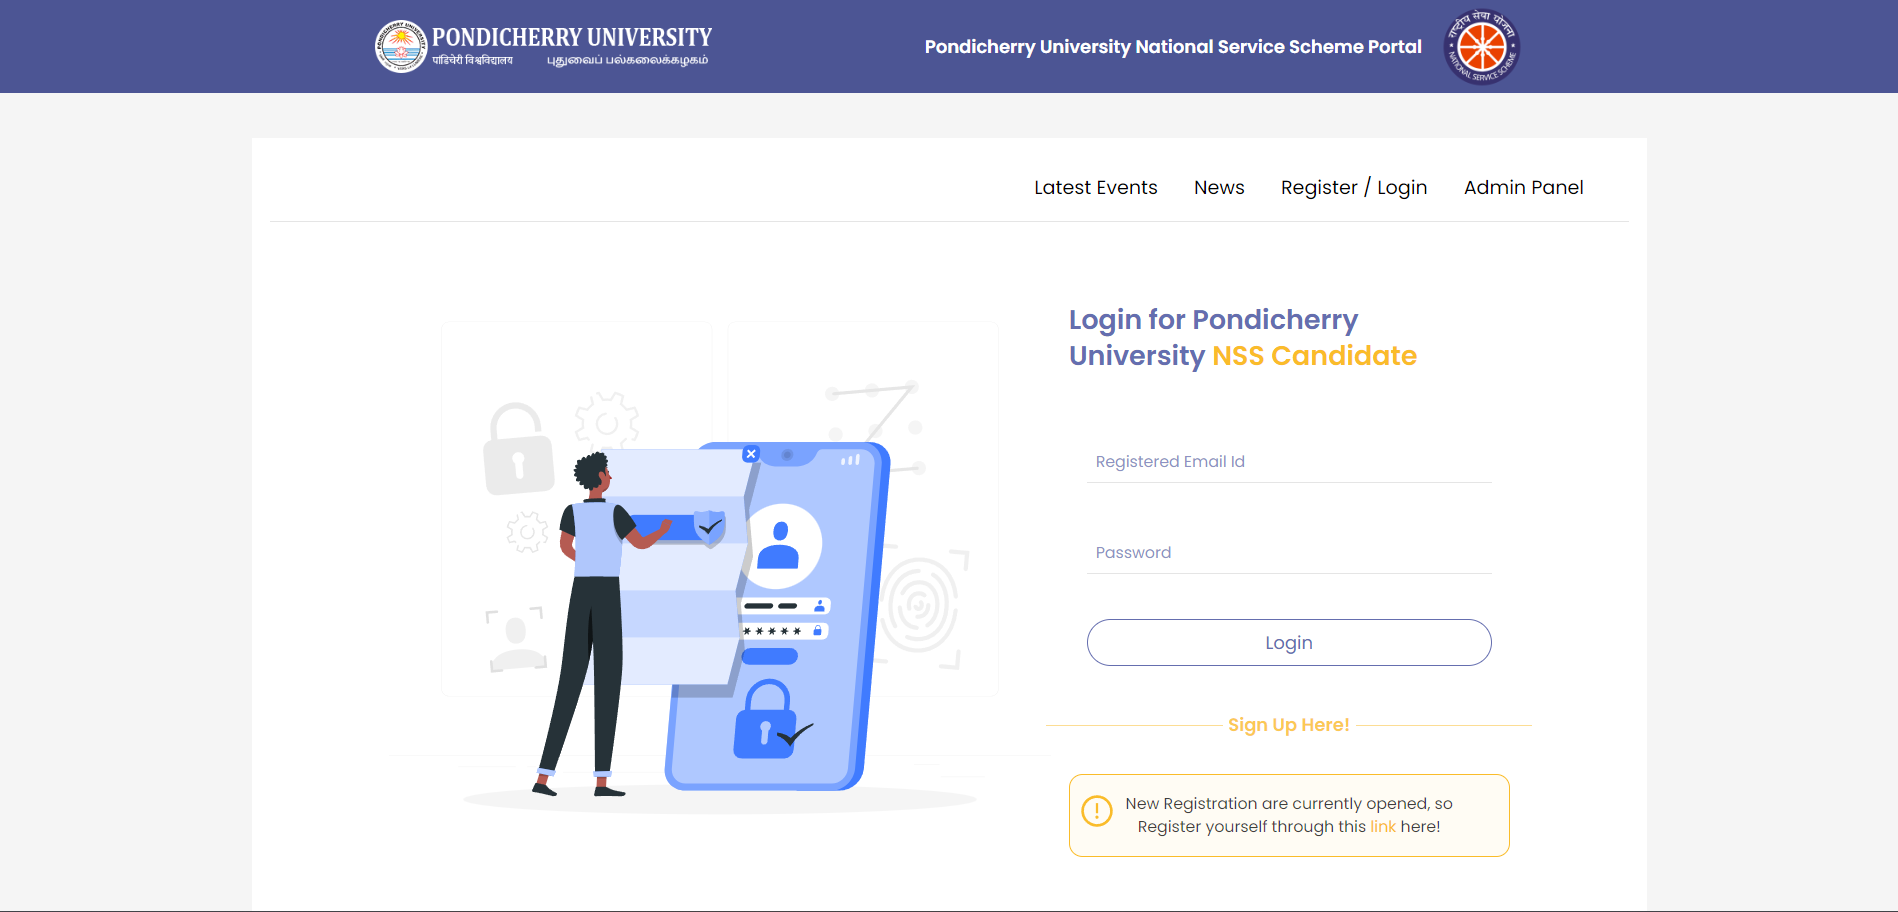 PONDICHERRY UNIVERSITY
पांडिचेरी विश्वविद्यालय புதுவைப் பல்கலைக்கழகம்
Pondicherry University National Service Scheme Portal
राष्ट्रीय सेवा योजना
NATIONAL SERVICE SCHEME
Latest Events News Register / Login Admin Panel
Login for Pondicherry
University NSS Candidate
Registered Email Id
Password
Login
Sign Up Here!
New Registration are currently opened, so
Register yourself through this link here!